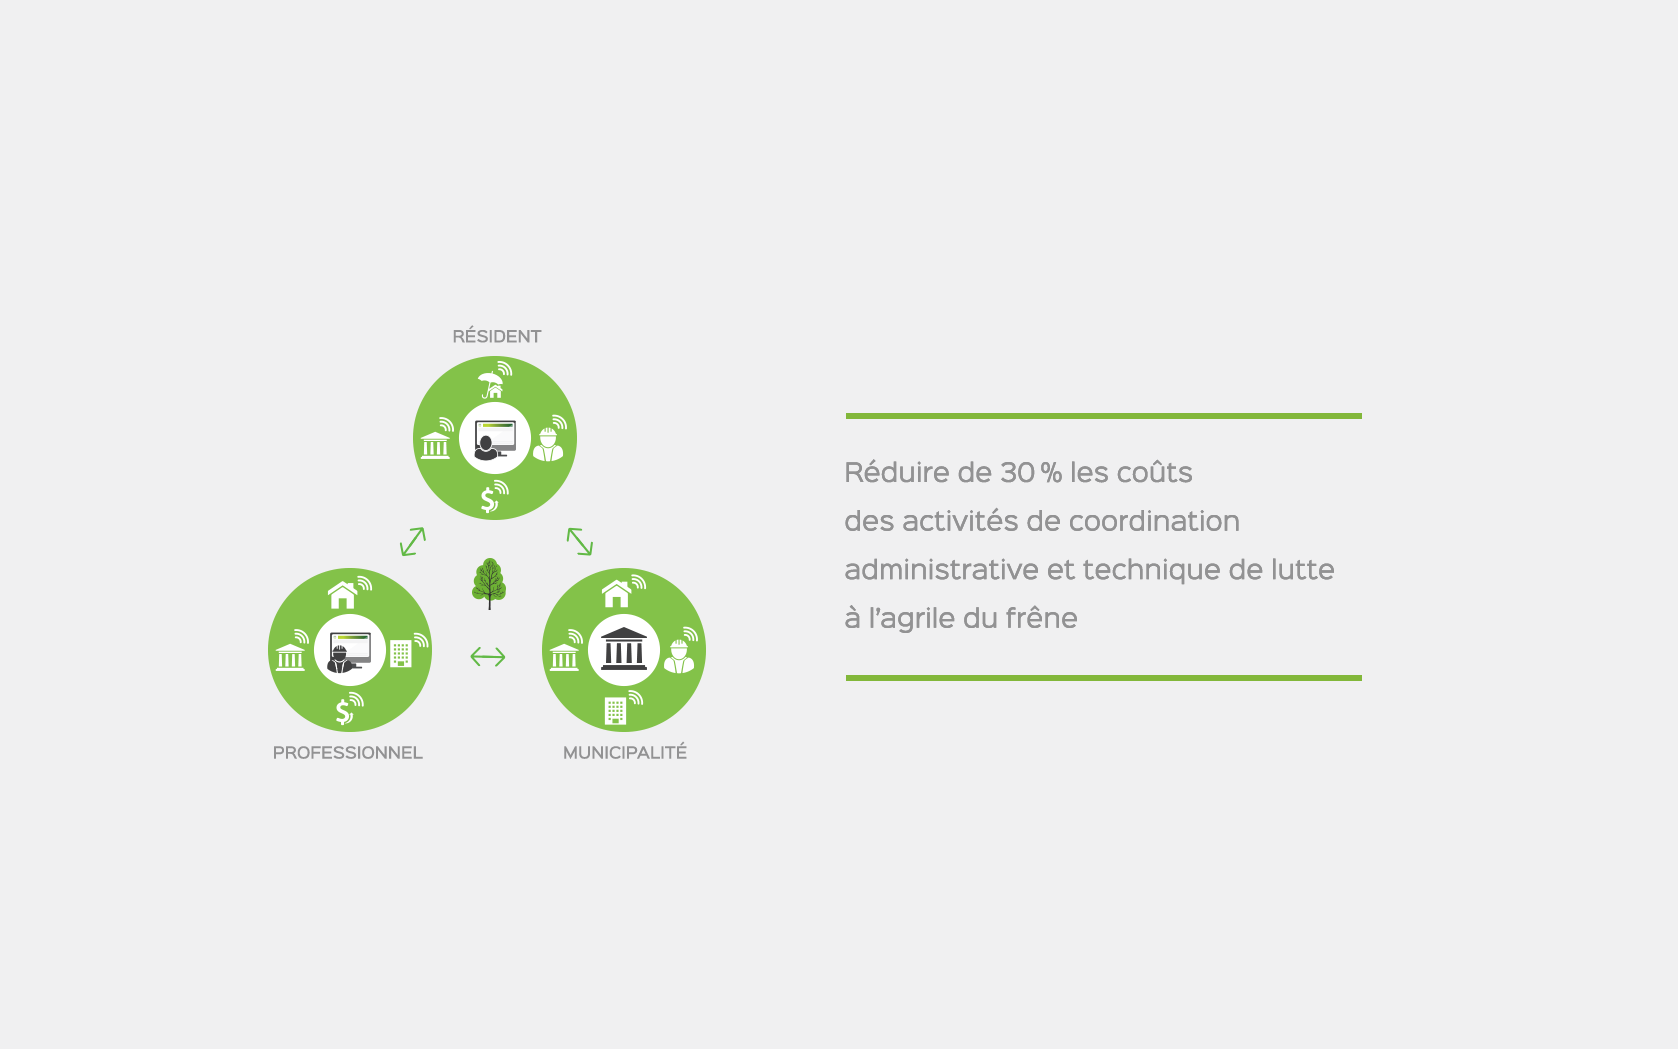 RÉSIDENT
PROFESSIONNEL
MUNICIPALITÉ
Réduire de 30 % les coûts
des activités de coordination
administrative et technique de lutte
à l’agrile du frêne